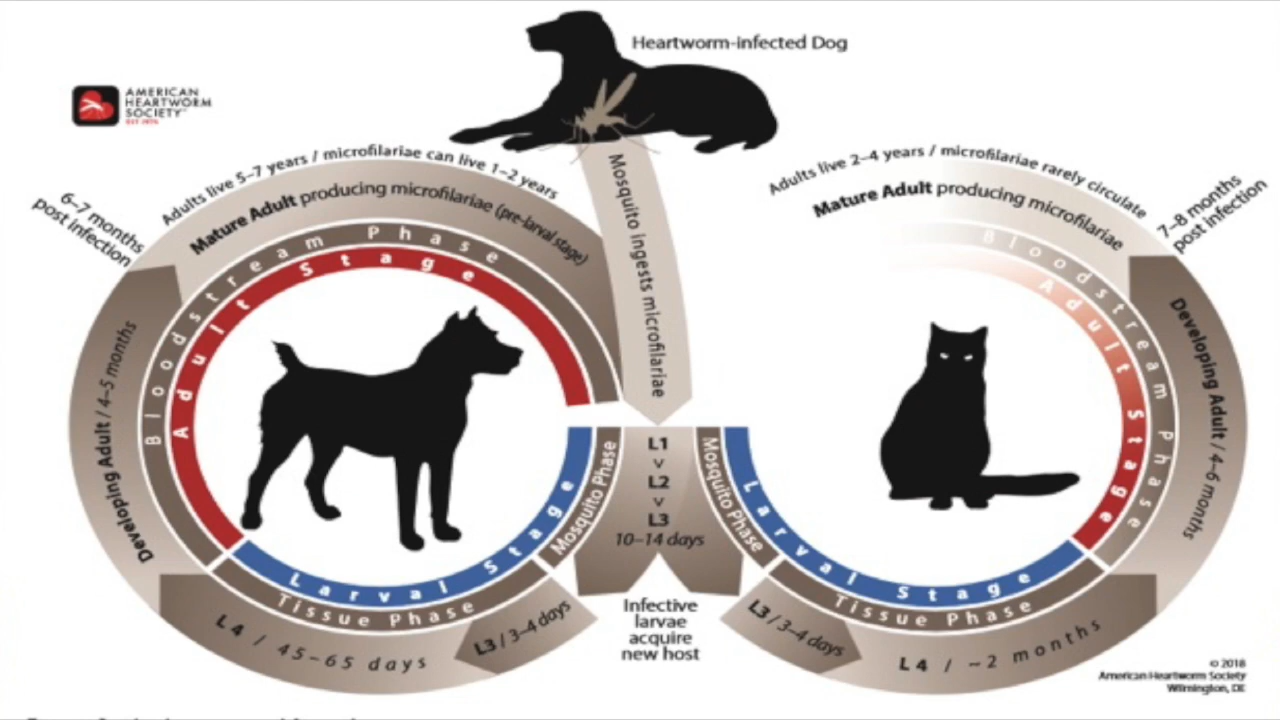 Heartworm-infected Dog
AMERICAN
HEARTWORM
SOCIETY
EST 1974
Adults live 5–7 years / microfilariae can live 1–2 years
6–7 months
post infection
Mature Adult producing microfilariae (pre-larval stage)
Bloodstream Phase
Adult Stage
Developing Adult / 4–5 months
Mosquito ingests microfilariae
Adults live 2–4 years / microfilariae rarely circulate
Mature Adult producing microfilariae
7–8 months
post infection
Bloodstream Phase
Adult Stage
Developing Adult / 4–6 months
L1
v
L2
v
L3
10–14 days
Mosquito Phase
Mosquito Phase
Larval Stage
Tissue Phase
L4 / 45–65 days
L3 / 3–4 days
Infective
larvae
acquire
new host
Larval Stage
Tissue Phase
L3 / 3–4 days
L4 / ~2 months
© 2018
American Heartworm Society
Wilmington, DE